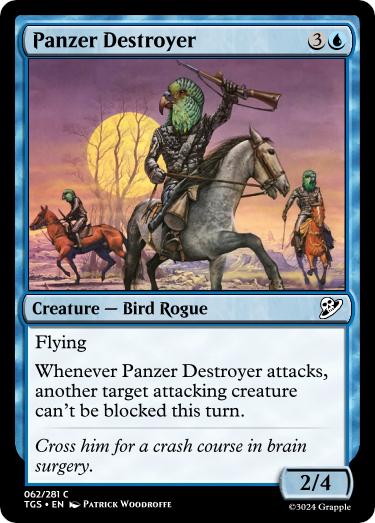 Panzer Destroyer 3
Creature — Bird Rogue
Flying
Whenever Panzer Destroyer attacks,
another target attacking creature
can't be blocked this turn.
Cross him for a crash course in brain
surgery.
2/4
062/281 C
TGS • EN Patrick Woodroffe
©3024 Grapple